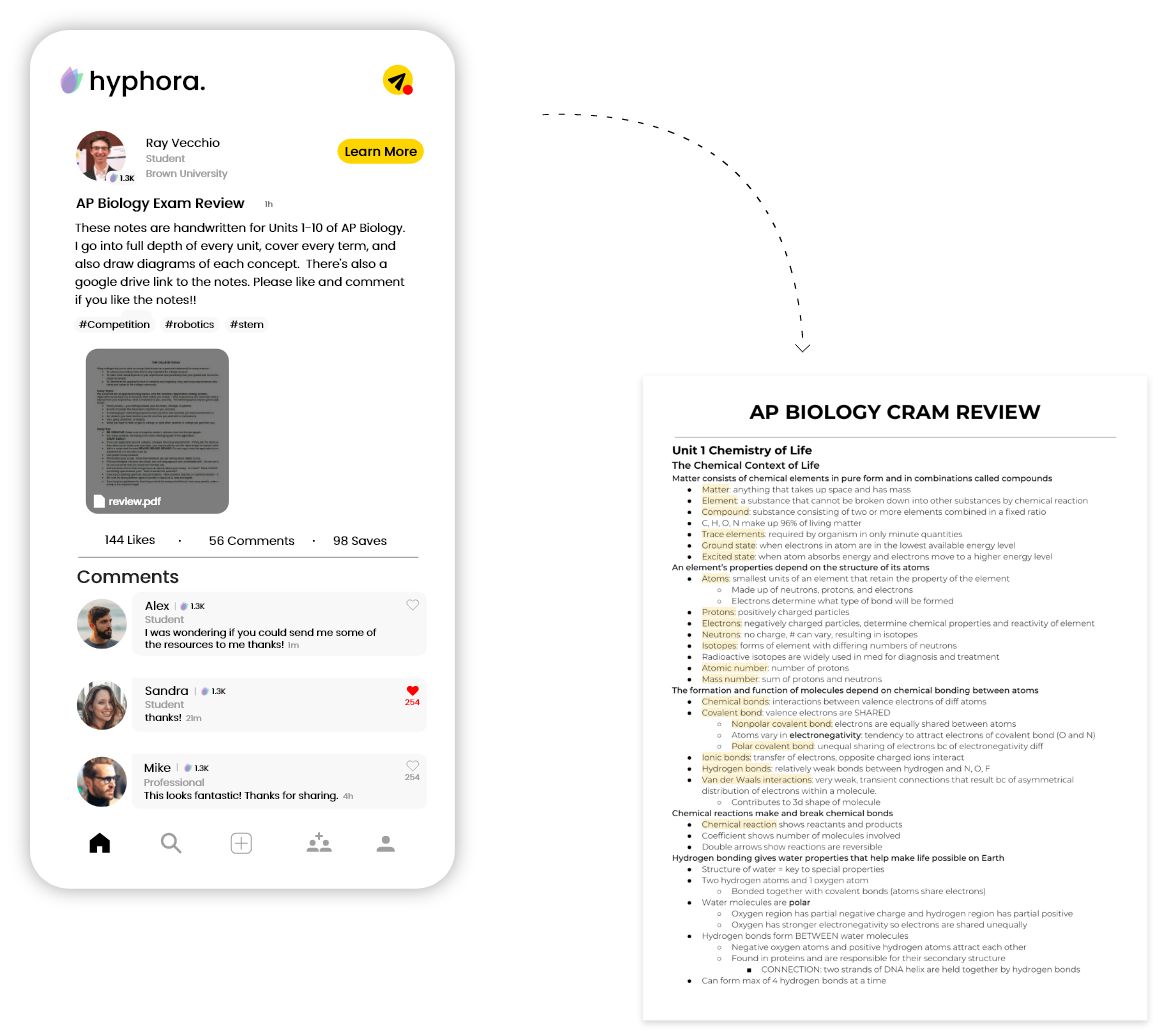 hyphora.
Ray Vecchio
Student
Brown University
1.3K
Learn More
AP Biology Exam Review 1h
These notes are handwritten for Units 1-10 of AP Biology.
I go into full depth of every unit, cover every term, and
also draw diagrams of each concept. There's also a
google drive link to the notes. Please like and comment
if you like the notes!!
#Competition #robotics #stem
review.pdf
144 Likes · 56 Comments · 98 Saves
Comments
Alex | 1.3K
Student
I was wondering if you could send me some of
the resources to me thanks! 1m
Sandra | 1.3K
Student
thanks! 21m
254
Mike | 1.3K
Professional
This looks fantastic! Thanks for sharing. 4h
254
AP BIOLOGY CRAM REVIEW
Unit 1 Chemistry of Life
The Chemical Context of Life
Matter consists of chemical elements in pure form and in combinations called compounds
● Matter: anything that takes up space and has mass
● Element: a substance that cannot be broken down into other substances by chemical reaction
● Compound: substance consisting of two or more elements combined in a fixed ratio
● C, H, O, N make up 96% of living matter
● Trace elements: required by organism in only minute quantities
● Ground state: when electrons in atom are in the lowest available energy level
● Excited state: when atom absorbs energy and electrons move to a higher energy level
An element's properties depend on the structure of its atoms
● Atoms: smallest units of an element that retain the property of the element
○ Made up of neutrons, protons, and electrons
○ Electrons determine what type of bond will be formed
● Protons: positively charged particles
● Electrons: negatively charged particles, determine chemical properties and reactivity of element
● Neutrons: no charge, # can vary, resulting in isotopes
● Isotopes: forms of element with differing numbers of neutrons
● Radioactive isotopes are widely used in med for diagnosis and treatment
● Atomic number: number of protons
● Mass number: sum of protons and neutrons
The formation and function of molecules depend on chemical bonding between atoms
● Chemical bonds: interactions between valence electrons of diff atoms
● Covalent bond: valence electrons are SHARED
○ Nonpolar covalent bond: electrons are equally shared between atoms
○ Atoms vary in electronegativity: tendency to attract electrons of covalent bond (O and N)
○ Polar covalent bond: unequal sharing of electrons bc of electronegativity diff
● Ionic bonds: transfer of electrons, opposite charged ions interact
● Hydrogen bonds: relatively weak bonds between hydrogen and N, O, F
● Van der Waals interactions: very weak, transient connections that result bc of asymmetrical
distribution of electrons within a molecule.
○ Contributes to 3d shape of molecule
Chemical reactions make and break chemical bonds
● Chemical reaction shows reactants and products
● Coefficient shows number of molecules involved
● Double arrows show reactions are reversible
Hydrogen bonding gives water properties that help make life possible on Earth
● Structure of water = key to special properties
● Two hydrogen atoms and 1 oxygen atom
○ Bonded together with covalent bonds (atoms share electrons)
● Water molecules are polar
○ Oxygen region has partial negative charge and hydrogen region has partial positive
○ Oxygen has stronger electronegativity so electrons are shared unequally
● Hydrogen bonds form BETWEEN water molecules
○ Negative oxygen atoms and positive hydrogen atoms attract each other
○ Found in proteins and are responsible for their secondary structure
■ CONNECTION: two strands of DNA helix are held together by hydrogen bonds
● Can form max of 4 hydrogen bonds at a time